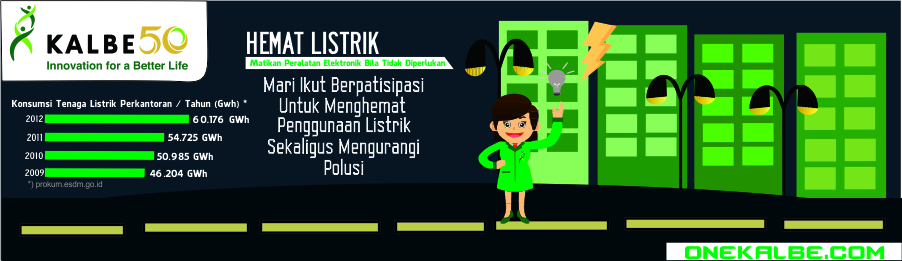 KALBE 50
Innovation for a Better Life
HEMAT LISTRIK
Matikan Peralatan Elektronik Bila Tidak Diperlukan
Mari Ikut Berpatisipasi
Untuk Menghemat
Penggunaan Listrik
Sekaligus Mengurangi
Polusi
Konsumsi Tenaga Listrik Perkantoran / Tahun (Gwh) *
2012 60.176 GWh
2011 54.725 GWh
2010 50.985 GWh
2009 46.204 GWh
*) prokum.esdm.go.id
ONEKALBE.COM